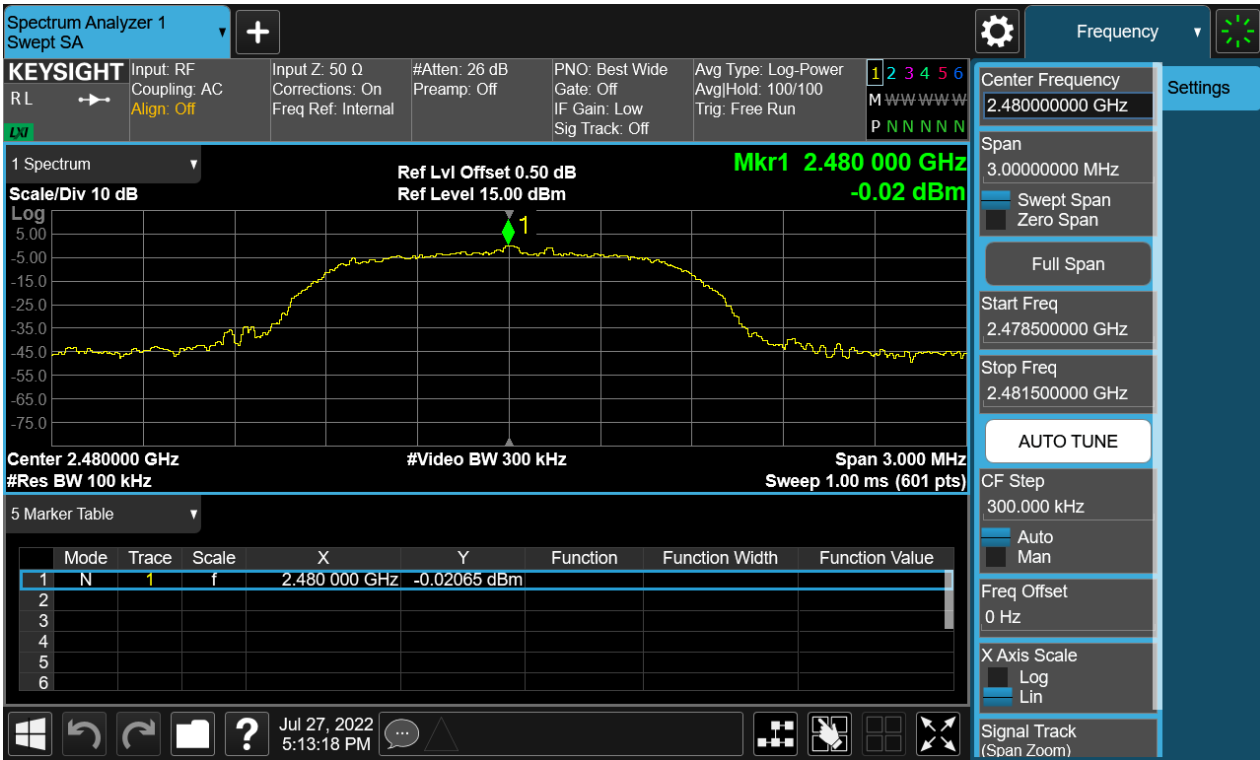 Spectrum Analyzer 1
Swept SA
+
Frequency
KEYSIGHT
R L
LXI
Input: RF
Coupling: AC
Align: Off
Input Z: 50 Ω
Corrections: On
Freq Ref: Internal
#Atten: 26 dB
Preamp: Off
PNO: Best Wide
Gate: Off
IF Gain: Low
Sig Track: Off
Avg Type: Log-Power
Avg|Hold: 100/100
Trig: Free Run
1 2 3 4 5 6
M W W W W W
P N N N N N
1 Spectrum
Scale/Div 10 dB
Ref Lvl Offset 0.50 dB
Ref Level 15.00 dBm
Mkr1 2.480 000 GHz
-0.02 dBm
Log
5.00
-5.00
-15.0
-25.0
-35.0
-45.0
-55.0
-65.0
-75.0
1
Center 2.480000 GHz
#Res BW 100 kHz
#Video BW 300 kHz
Span 3.000 MHz
Sweep 1.00 ms (601 pts)
5 Marker Table
Mode Trace Scale X Y Function Function Width Function Value
1 N 1 f 2.480 000 GHz -0.02065 dBm
2
3
4
5
6
Jul 27, 2022
5:13:18 PM
?
Center Frequency
2.480000000 GHz
Span
3.00000000 MHz
Swept Span
Zero Span
Full Span
Start Freq
2.478500000 GHz
Stop Freq
2.481500000 GHz
AUTO TUNE
CF Step
300.000 kHz
Auto
Man
Freq Offset
0 Hz
X Axis Scale
Log
Lin
Signal Track
(Span Zoom)
Settings